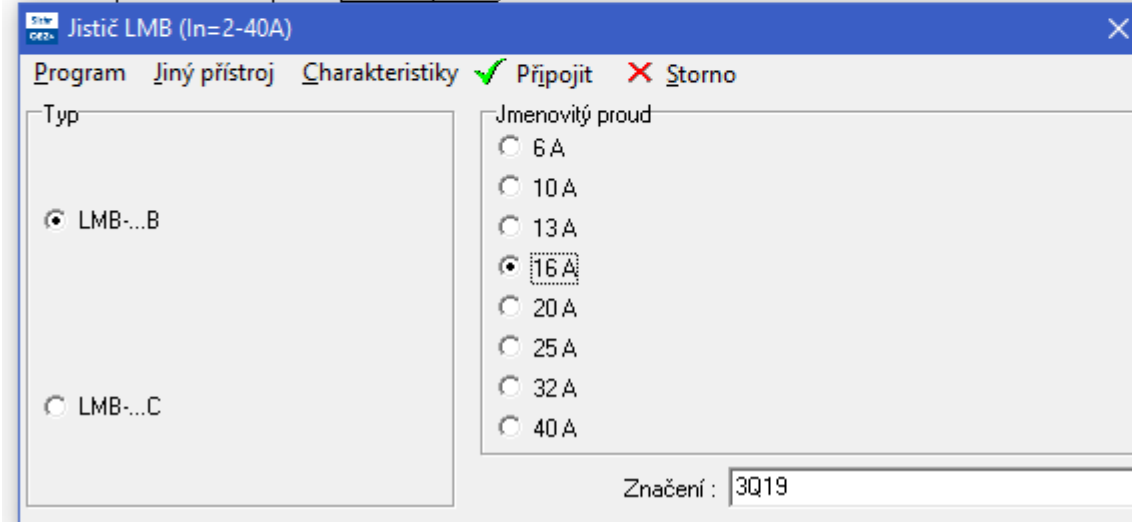 Jistič LMB (In=2-40A)
Program Jiný přístroj Charakteristiky Připojit Storno
Typ
LMB-...B
LMB-...C
Jmenovitý proud
6 A
10 A
13 A
16 A
20 A
25 A
32 A
40 A
Značení : 3Q19